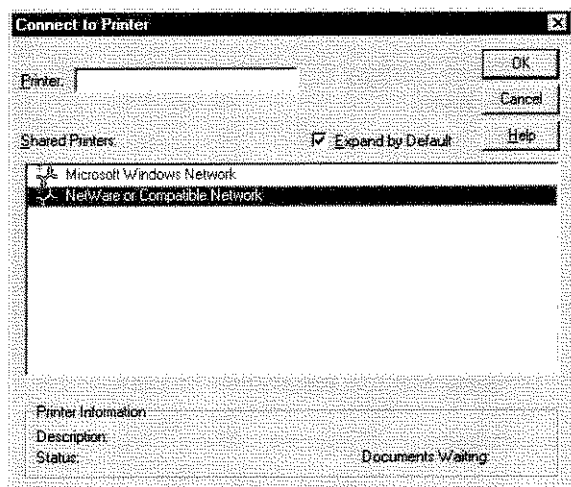 Connect to Printer
Printer:
OK
Cancel
Help
Shared Printers:
Expand by Default
Microsoft Windows Network
NetWare or Compatible Network
Printer Information
Description:
Status:
Documents Waiting: